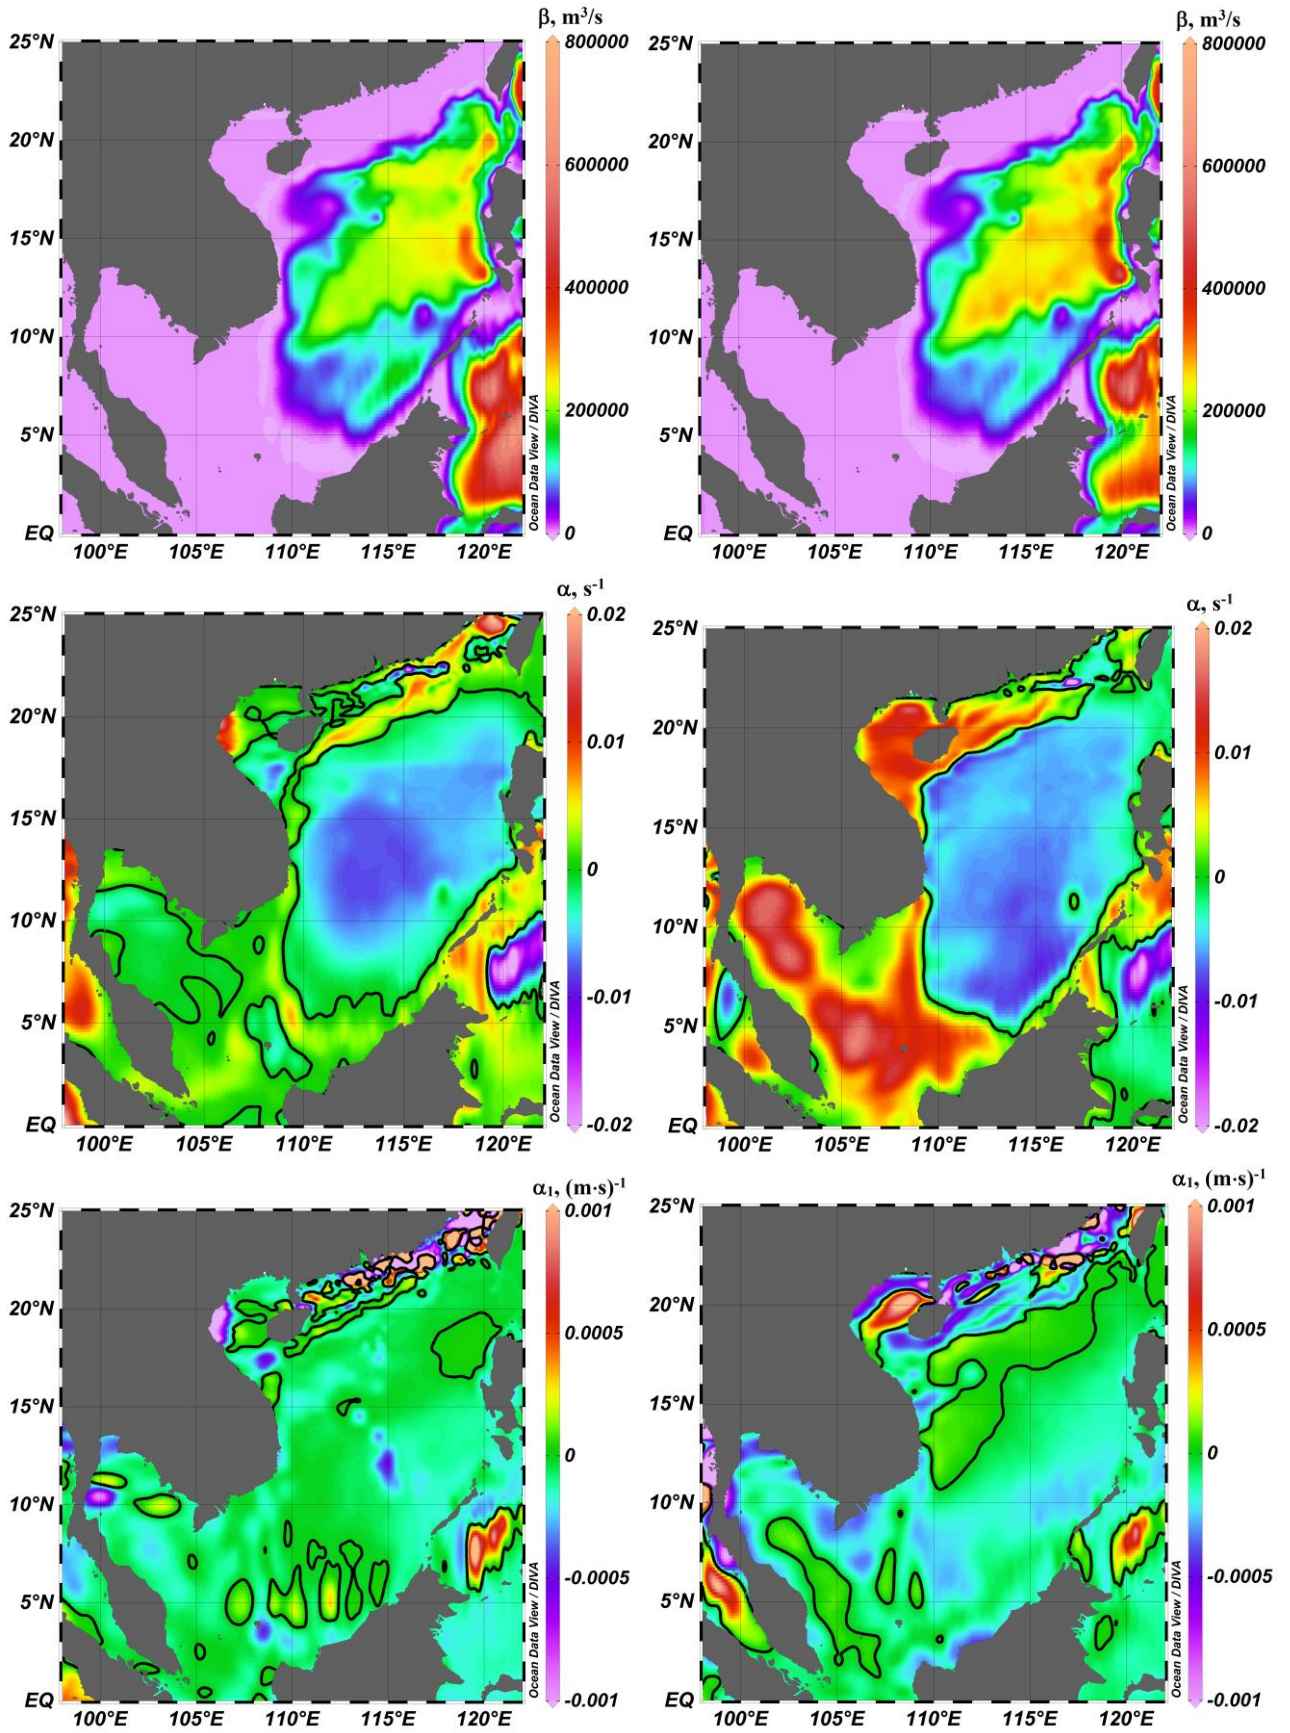 β, m³/s
25°N
20°N
15°N
10°N
5°N
EQ
100°E 105°E 110°E 115°E 120°E
800000
600000
400000
200000
0
Ocean Data View / DIVA
β, m³/s
25°N
20°N
15°N
10°N
5°N
EQ
100°E 105°E 110°E 115°E 120°E
800000
600000
400000
200000
0
Ocean Data View / DIVA
α, s⁻¹
25°N
20°N
15°N
10°N
5°N
EQ
100°E 105°E 110°E 115°E 120°E
0.02
0.01
0
-0.01
-0.02
Ocean Data View / DIVA
α, s⁻¹
25°N
20°N
15°N
10°N
5°N
EQ
100°E 105°E 110°E 115°E 120°E
0.02
0.01
0
-0.01
-0.02
Ocean Data View / DIVA
α₁, (m·s)⁻¹
25°N
20°N
15°N
10°N
5°N
EQ
100°E 105°E 110°E 115°E 120°E
0.001
0.0005
0
-0.0005
-0.001
Ocean Data View / DIVA
α₁, (m·s)⁻¹
25°N
20°N
15°N
10°N
5°N
EQ
100°E 105°E 110°E 115°E 120°E
0.001
0.0005
0
-0.0005
-0.001
Ocean Data View / DIVA